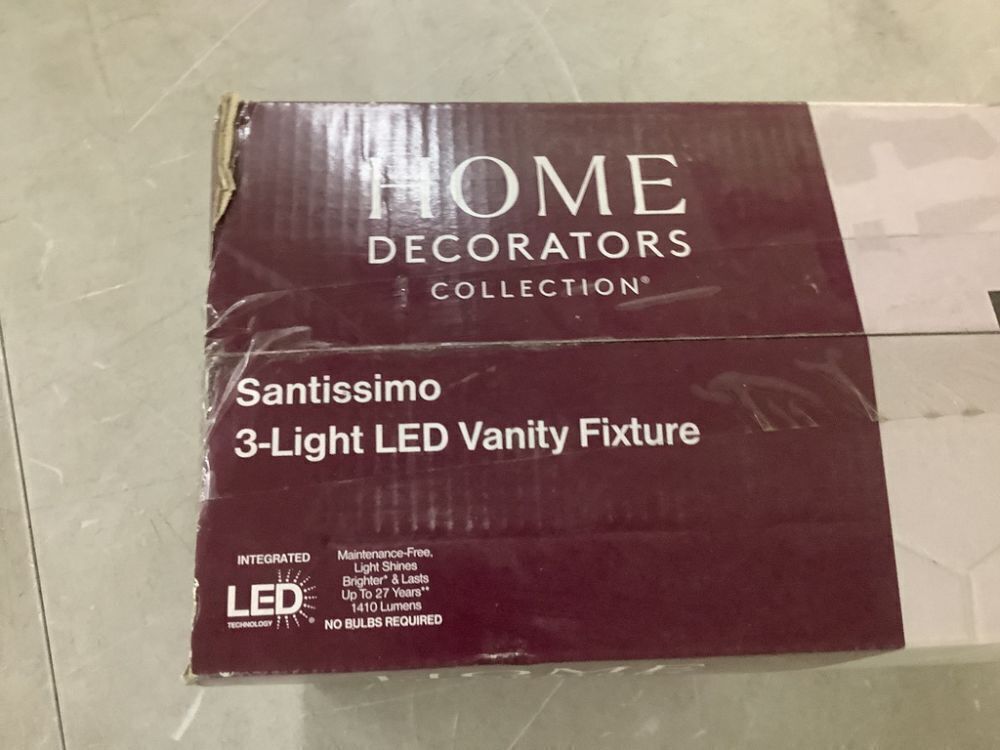 HOME
DECORATORS
COLLECTION®
Santissimo
3-Light LED Vanity Fixture
INTEGRATED
LED
TECHNOLOGY
®
Maintenance-Free,
Light Shines
Brighter* & Lasts
Up To 27 Years**
1410 Lumens
NO BULBS REQUIRED